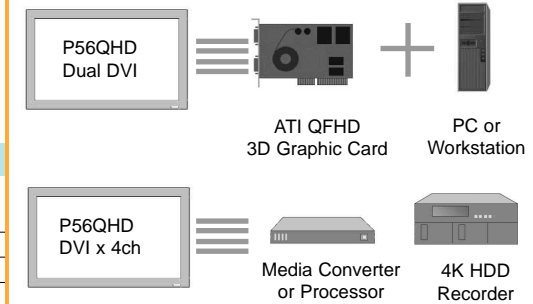 P56QHD
Dual DVI
ATI QFHD
3D Graphic Card
PC or
Workstation
P56QHD
DVI x 4ch
Media Converter
or Processor
4K HDD
Recorder